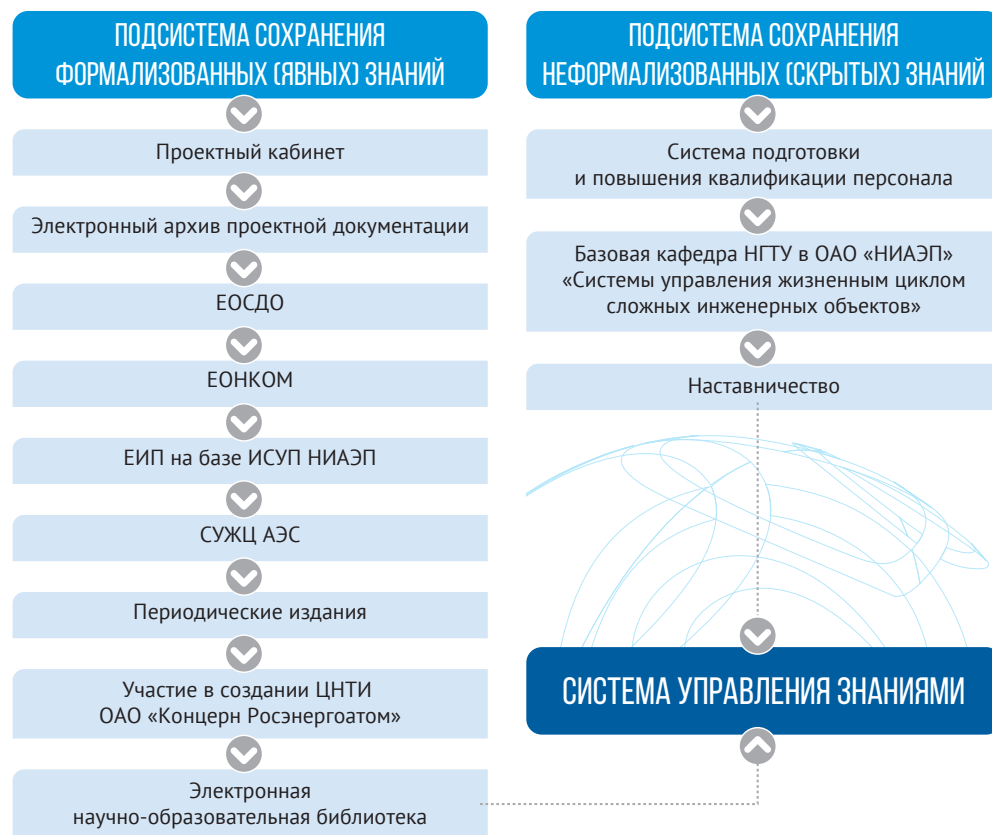 ПОДСИСТЕМА СОХРАНЕНИЯ
ФОРМАЛИЗОВАННЫХ (ЯВНЫХ) ЗНАНИЙ
Проектный кабинет
Электронный архив проектной документации
ЕОСДО
ЕОНКОМ
ЕИП на базе ИСУП НИАЭП
СУЖЦ АЭС
Периодические издания
Участие в создании ЦНТИ
ОАО «Концерн Росэнергоатом»
Электронная
научно-образовательная библиотека
ПОДСИСТЕМА СОХРАНЕНИЯ
НЕФОРМАЛИЗОВАННЫХ (СКРЫТЫХ) ЗНАНИЙ
Система подготовки
и повышения квалификации персонала
Базовая кафедра НГТУ в ОАО «НИАЭП»
«Системы управления жизненным циклом
сложных инженерных объектов»
Наставничество
СИСТЕМА УПРАВЛЕНИЯ ЗНАНИЯМИ